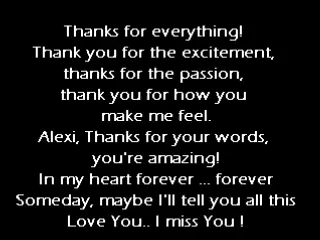 Thanks for everything!
Thank you for the excitement,
thanks for the passion,
thank you for how you
make me feel.
Alexi, Thanks for your words,
you're amazing!
In my heart forever ... forever
Someday, maybe I'll tell you all this
Love You.. I miss You !